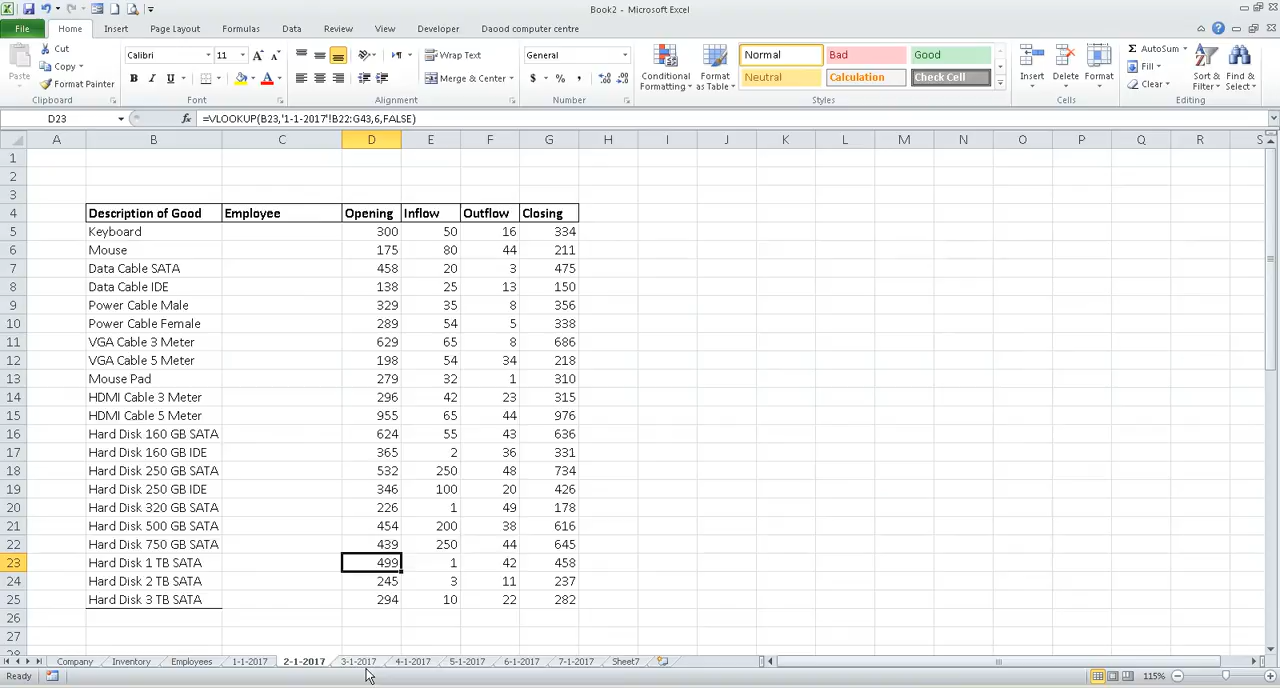 Book2 - Microsoft Excel
File Home Insert Page Layout Formulas Data Review View Developer Daood computer centre
Paste Cut Copy Format Painter Clipboard
Calibri 11 A A B I U A Font
Wrap Text Merge & Center Alignment
General $ % , Number
Conditional Formatting Format as Table Normal Bad Good Neutral Calculation Check Cell Styles
Insert Delete Format Cells
Σ AutoSum Fill Clear Sort & Filter Find & Select Editing
D23 fx =VLOOKUP(B23,'1-1-2017'!B22:G43,6,FALSE)
A B C D E F G H I J K L M N O P Q R S
1
2
3
4 Description of Good Employee Opening Inflow Outflow Closing
5 Keyboard 300 50 16 334
6 Mouse 175 80 44 211
7 Data Cable SATA 458 20 3 475
8 Data Cable IDE 138 25 13 150
9 Power Cable Male 329 35 8 356
10 Power Cable Female 289 54 5 338
11 VGA Cable 3 Meter 629 65 8 686
12 VGA Cable 5 Meter 198 54 34 218
13 Mouse Pad 279 32 1 310
14 HDMI Cable 3 Meter 296 42 23 315
15 HDMI Cable 5 Meter 955 65 44 976
16 Hard Disk 160 GB SATA 624 55 43 636
17 Hard Disk 160 GB IDE 365 2 36 331
18 Hard Disk 250 GB SATA 532 250 48 734
19 Hard Disk 250 GB IDE 346 100 20 426
20 Hard Disk 320 GB SATA 226 1 49 178
21 Hard Disk 500 GB SATA 454 200 38 616
22 Hard Disk 750 GB SATA 439 250 44 645
23 Hard Disk 1 TB SATA 499 1 42 458
24 Hard Disk 2 TB SATA 245 3 11 237
25 Hard Disk 3 TB SATA 294 10 22 282
26
27
28
Company Inventory Employees 1-1-2017 2-1-2017 3-1-2017 4-1-2017 5-1-2017 6-1-2017 7-1-2017 Sheet7
Ready 115%